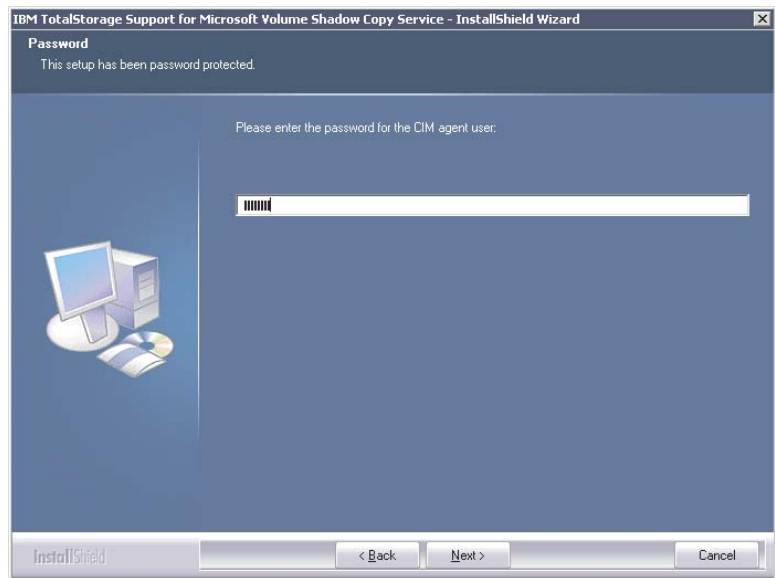 IBM TotalStorage Support for Microsoft Volume Shadow Copy Service - InstallShield Wizard
Password
This setup has been password protected.
Please enter the password for the CIM agent user:
InstallShield
< Back
Next >
Cancel